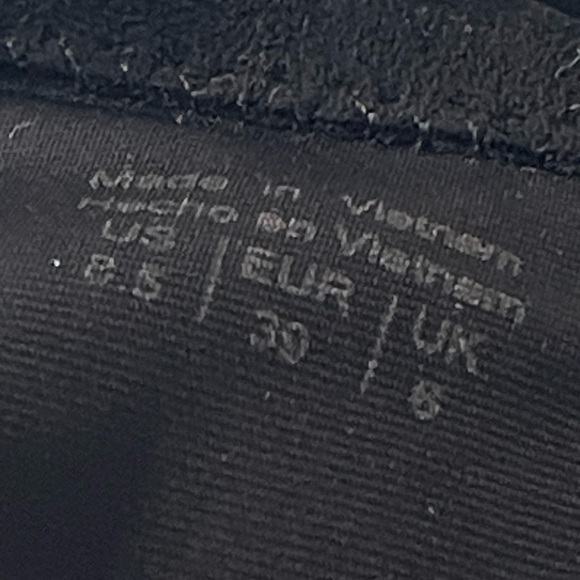 Made in Vietnam
Hecho en Vietnam
US | EUR | UK
8.5 39 6